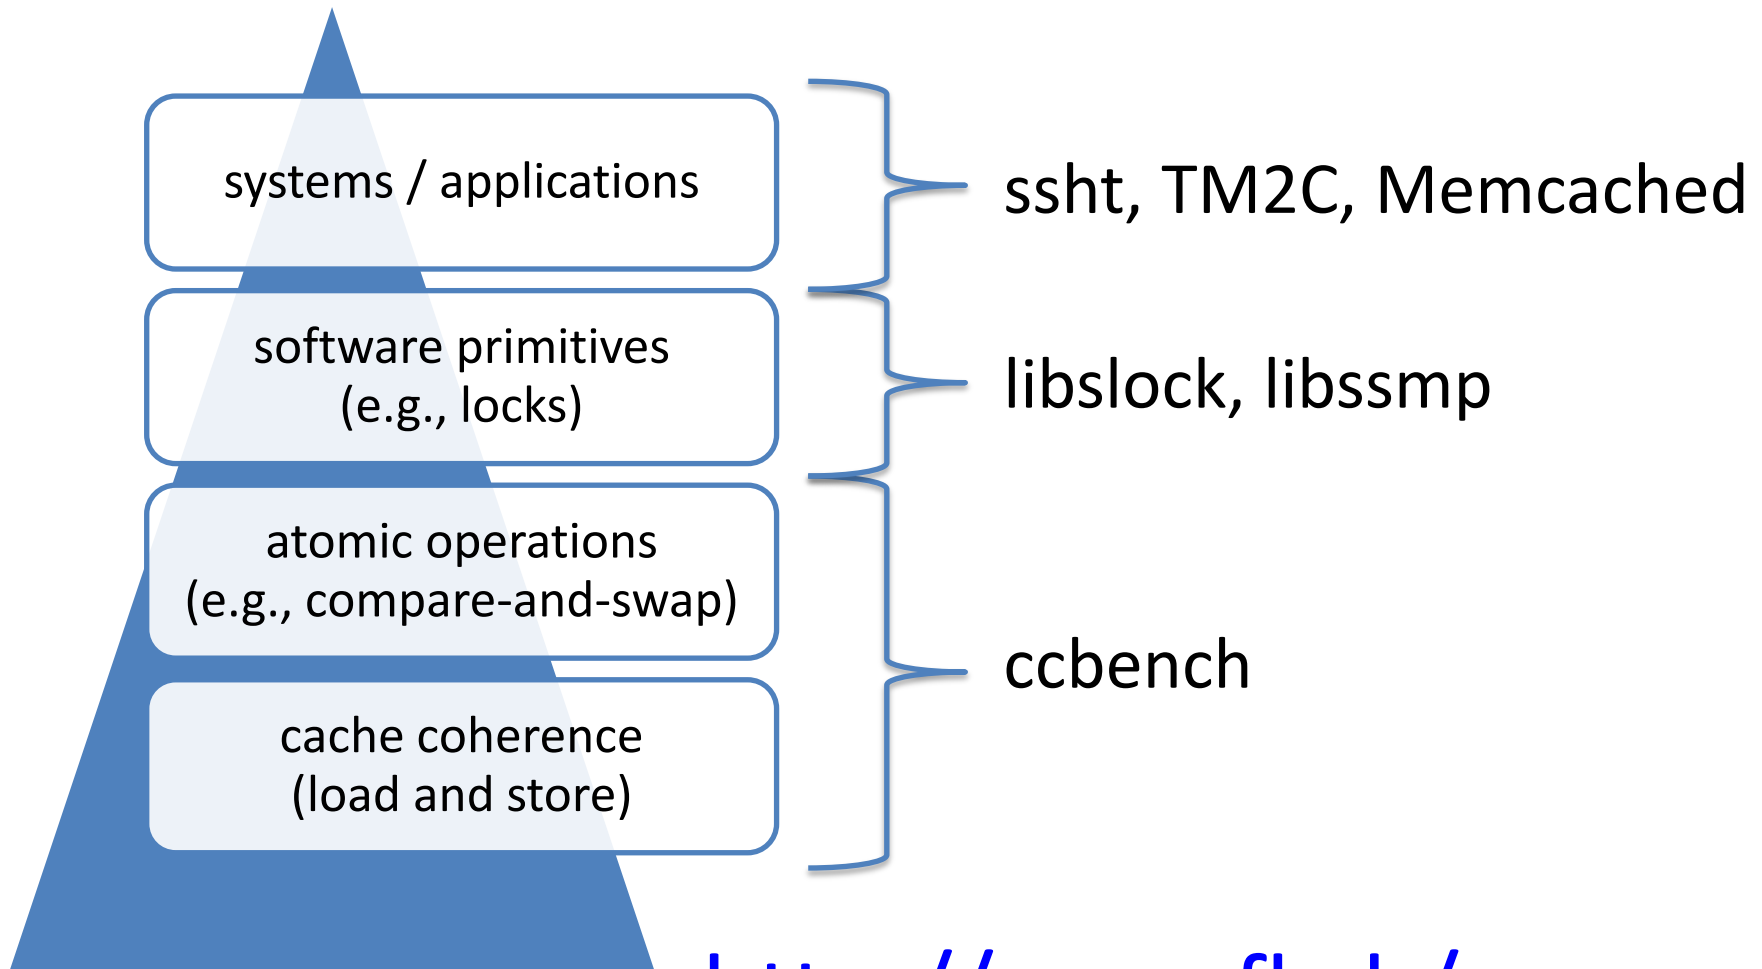 systems / applications
ssht, TM2C, Memcached
software primitives
(e.g., locks)
libslock, libssmp
atomic operations
(e.g., compare-and-swap)
ccbench
cache coherence
(load and store)